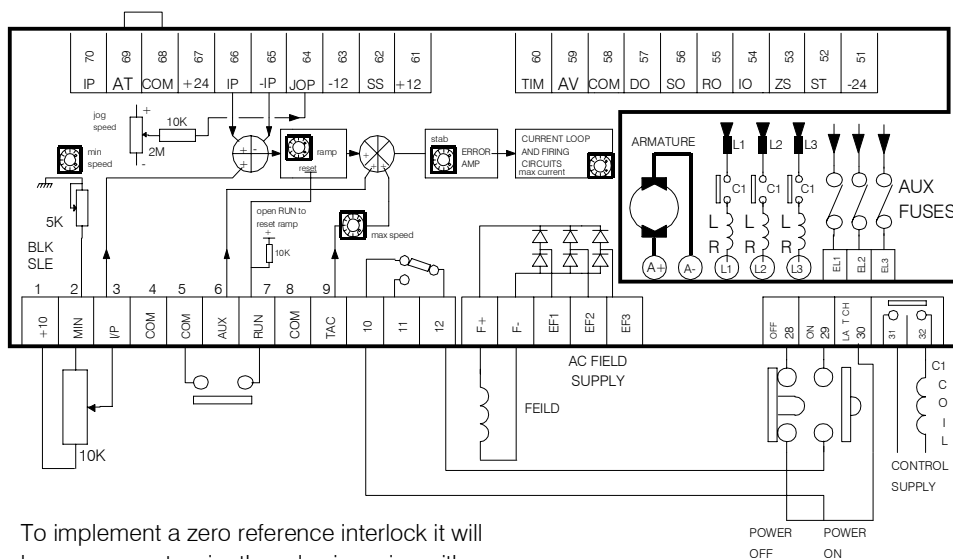 70 69 68 67 66 65 64 63 62 61
IP AT COM +24 IP -IP JOP -12 SS +12
60 59 58 57 56 55 54 53 52 51
TIM AV COM DO SO RO IO ZS ST -24
jog
speed
+
10K
2M
-
min
speed
5K
BLK
SLE
+ - +
ramp
reset
open RUN to
reset ramp
+
10K
+ + +
max speed
stab
ERROR
AMP
CURRENT LOOP
AND FIRING
CIRCUITS
max current
ARMATURE
A+ A-
L1 L2 L3
C1 C1 C1
L L L
R R R
L1 L2 L3
AUX
FUSES
EL1 EL2 EL3
1 2 3 4 5 6 7 8 9
+10 MIN I/P COM COM AUX RUN COM TAC 10 11 12
F+ F- EF1 EF2 EF3
OFF 28 ON 29 LA T CH 30 31 32
10K
AC FIELD
SUPPLY
FEILD
C1
C
O
I
L
CONTROL
SUPPLY
POWER
OFF
POWER
ON
To implement a zero reference interlock it will